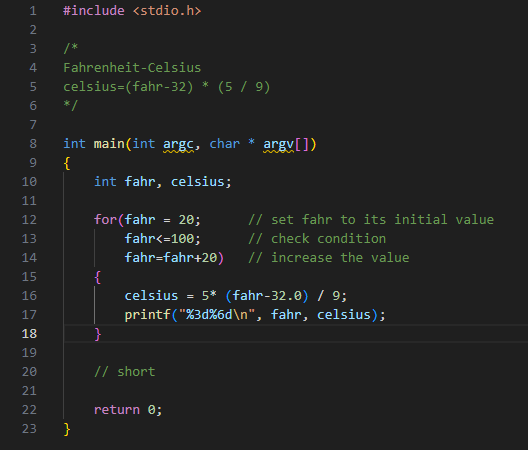 1 #include <stdio.h>
2
3 /*
4 Fahrenheit-Celsius
5 celsius=(fahr-32) * (5 / 9)
6 */
7
8 int main(int argc, char * argv[])
9 {
10     int fahr, celsius;
11
12     for(fahr = 20;      // set fahr to its initial value
13         fahr<=100;      // check condition
14         fahr=fahr+20)   // increase the value
15     {
16         celsius = 5* (fahr-32.0) / 9;
17         printf("%3d%6d\n", fahr, celsius);
18     }
19
20     // short
21
22     return 0;
23 }